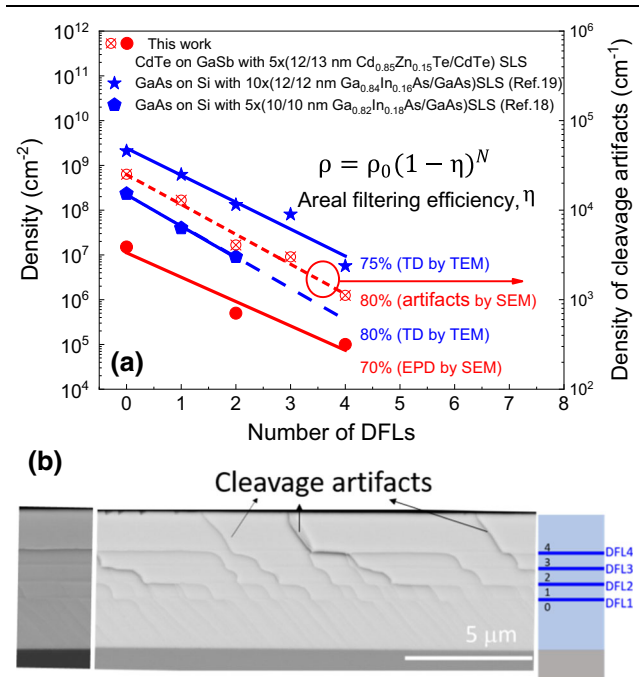 (a)
This work
CdTe on GaSb with 5x(12/13 nm Cd0.85Zn0.15Te/CdTe) SLS
GaAs on Si with 10x(12/12 nm Ga0.84In0.16As/GaAs)SLS (Ref.19)
GaAs on Si with 5x(10/10 nm Ga0.82In0.18As/GaAs)SLS (Ref.18)
ρ = ρ0(1 − η)^N
Areal filtering efficiency, η
75% (TD by TEM)
80% (artifacts by SEM)
80% (TD by TEM)
70% (EPD by SEM)
Density (cm-2)
10^12
10^11
10^10
10^9
10^8
10^7
10^6
10^5
10^4
Density of cleavage artifacts (cm-1)
10^6
10^5
10^4
10^3
10^2
0 1 2 3 4 5 6 7 8
Number of DFLs
(b)
Cleavage artifacts
5 μm
4
3
2
1
0
DFL4
DFL3
DFL2
DFL1